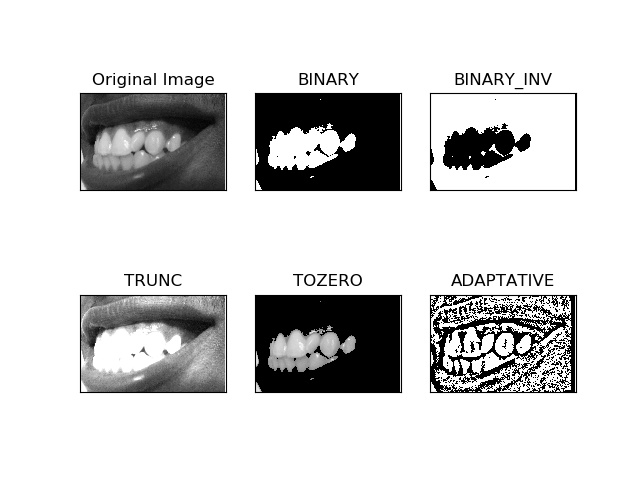 Original Image
BINARY
BINARY_INV
TRUNC
TOZERO
ADAPTATIVE